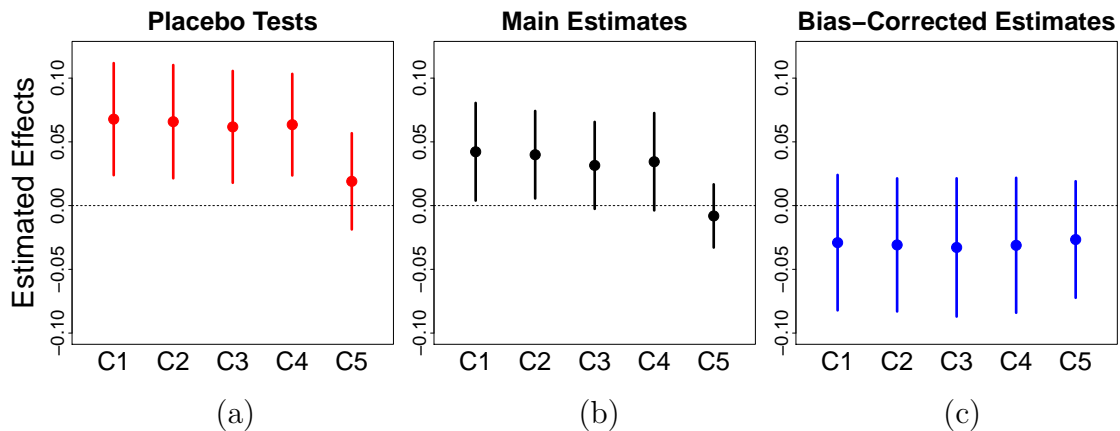 Placebo Tests
Main Estimates
Bias−Corrected Estimates
Estimated Effects
0.10
0.05
0.00
−0.05
−0.10
C1 C2 C3 C4 C5
(a)
0.10
0.05
0.00
−0.05
−0.10
C1 C2 C3 C4 C5
(b)
0.10
0.05
0.00
−0.05
−0.10
C1 C2 C3 C4 C5
(c)